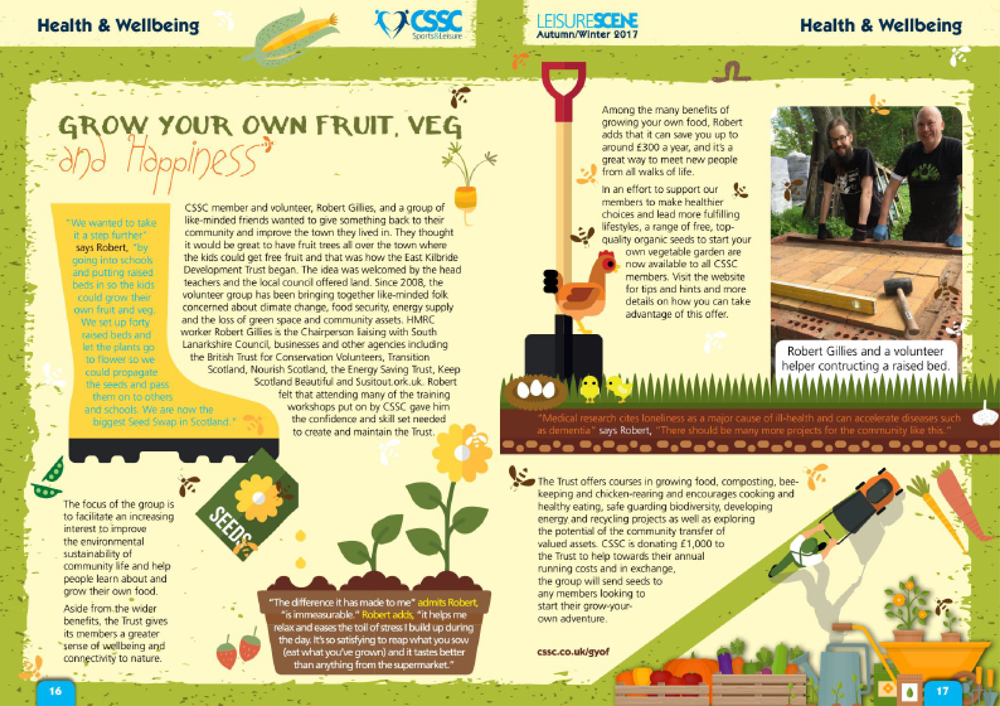 Health & Wellbeing
CSSC
Sports&Leisure
LEISURESCENE
Autumn/Winter 2017
Health & Wellbeing
GROW YOUR OWN FRUIT, VEG
and Happiness
"We wanted to take
it a step further"
says Robert, "by
going into schools
and putting raised
beds in so the kids
could grow their
own fruit and veg.
We set up forty
raised beds and
let the plants go
to flower so we
could propagate
the seeds and pass
them on to others
and schools. We are now the
biggest Seed Swap in Scotland."
CSSC member and volunteer, Robert Gillies, and a group of
like-minded friends wanted to give something back to their
community and improve the town they lived in. They thought
it would be great to have fruit trees all over the town where
the kids could get free fruit and that was how the East Kilbride
Development Trust began. The idea was welcomed by the head
teachers and the local council offered land. Since 2008, the
volunteer group has been bringing together like-minded folk
concerned about climate change, food security, energy supply
and the loss of green space and community assets. HMRC
worker Robert Gillies is the Chairperson liaising with South
Lanarkshire Council, businesses and other agencies including
the British Trust for Conservation Volunteers, Transition
Scotland, Nourish Scotland, the Energy Saving Trust, Keep
Scotland Beautiful and Susitout.ork.uk. Robert
felt that attending many of the training
workshops put on by CSSC gave him
the confidence and skill set needed
to create and maintain the Trust.
The focus of the group is
to facilitate an increasing
interest to improve
the environmental
sustainability of
community life and help
people learn about and
grow their own food.
Aside from the wider
benefits, the Trust gives
its members a greater
sense of wellbeing and
connectivity to nature.
SEEDS
"The difference it has made to me" admits Robert,
"is immeasurable." Robert adds, "it helps me
relax and eases the toil of stress I build up during
the day. It's so satisfying to reap what you sow
(eat what you've grown) and it tastes better
than anything from the supermarket."
16
Among the many benefits of
growing your own food, Robert
adds that it can save you up to
around £300 a year, and it's a
great way to meet new people
from all walks of life.
In an effort to support our
members to make healthier
choices and lead more fulfilling
lifestyles, a range of free, top-
quality organic seeds to start your
own vegetable garden are
now available to all CSSC
members. Visit the website
for tips and hints and more
details on how you can take
advantage of this offer.
Robert Gillies and a volunteer
helper contructing a raised bed.
"Medical research cites loneliness as a major cause of ill-health and can accelerate diseases such
as dementia" says Robert, "There should be many more projects for the community like this."
The Trust offers courses in growing food, composting, bee-
keeping and chicken-rearing and encourages cooking and
healthy eating, safe guarding biodiversity, developing
energy and recycling projects as well as exploring
the potential of the community transfer of
valued assets. CSSC is donating £1,000 to
the Trust to help towards their annual
running costs and in exchange,
the group will send seeds to
any members looking to
start their grow-your-
own adventure.
cssc.co.uk/gyof
17